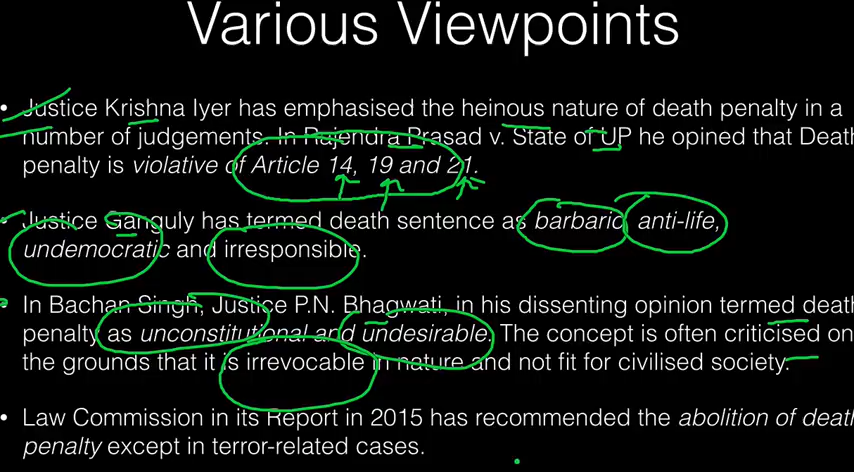 Various Viewpoints
• Justice Krishna Iyer has emphasised the heinous nature of death penalty in a
number of judgements. In Rajendra Prasad v. State of UP he opined that Death
penalty is violative of Article 14, 19 and 21.
• Justice Ganguly has termed death sentence as barbaric, anti-life,
undemocratic and irresponsible.
• In Bachan Singh, Justice P.N. Bhagwati, in his dissenting opinion termed death
penalty as unconstitutional and undesirable. The concept is often criticised on
the grounds that it is irrevocable in nature and not fit for civilised society.
• Law Commission in its Report in 2015 has recommended the abolition of death
penalty except in terror-related cases.